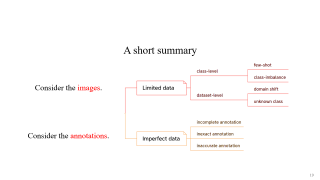 A short summary
Consider the images.
Limited data
class-level
few-shot
class-imbalance
dataset-level
domain shift
unknown class
Consider the annotations.
Imperfect data
incomplete annotation
inexact annotation
inaccurate annotation